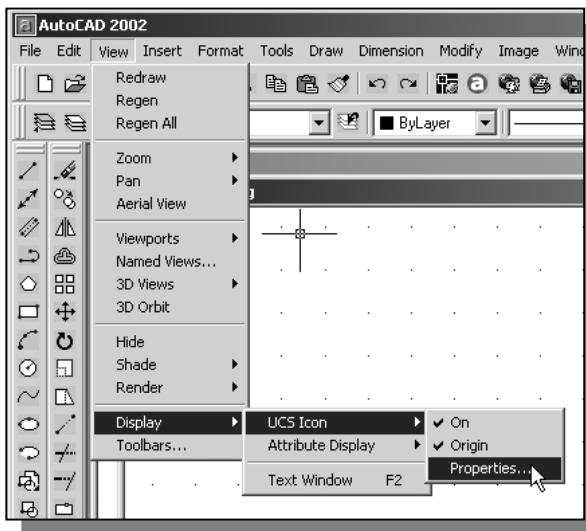 AutoCAD 2002
File Edit View Insert Format Tools Draw Dimension Modify Image
Redraw
Regen
Regen All
ByLayer
Zoom
Pan
Aerial View
Viewports
Named Views...
3D Views
3D Orbit
Hide
Shade
Render
Display
Toolbars...
UCS Icon
Attribute Display
Text Window F2
On
Origin
Properties...